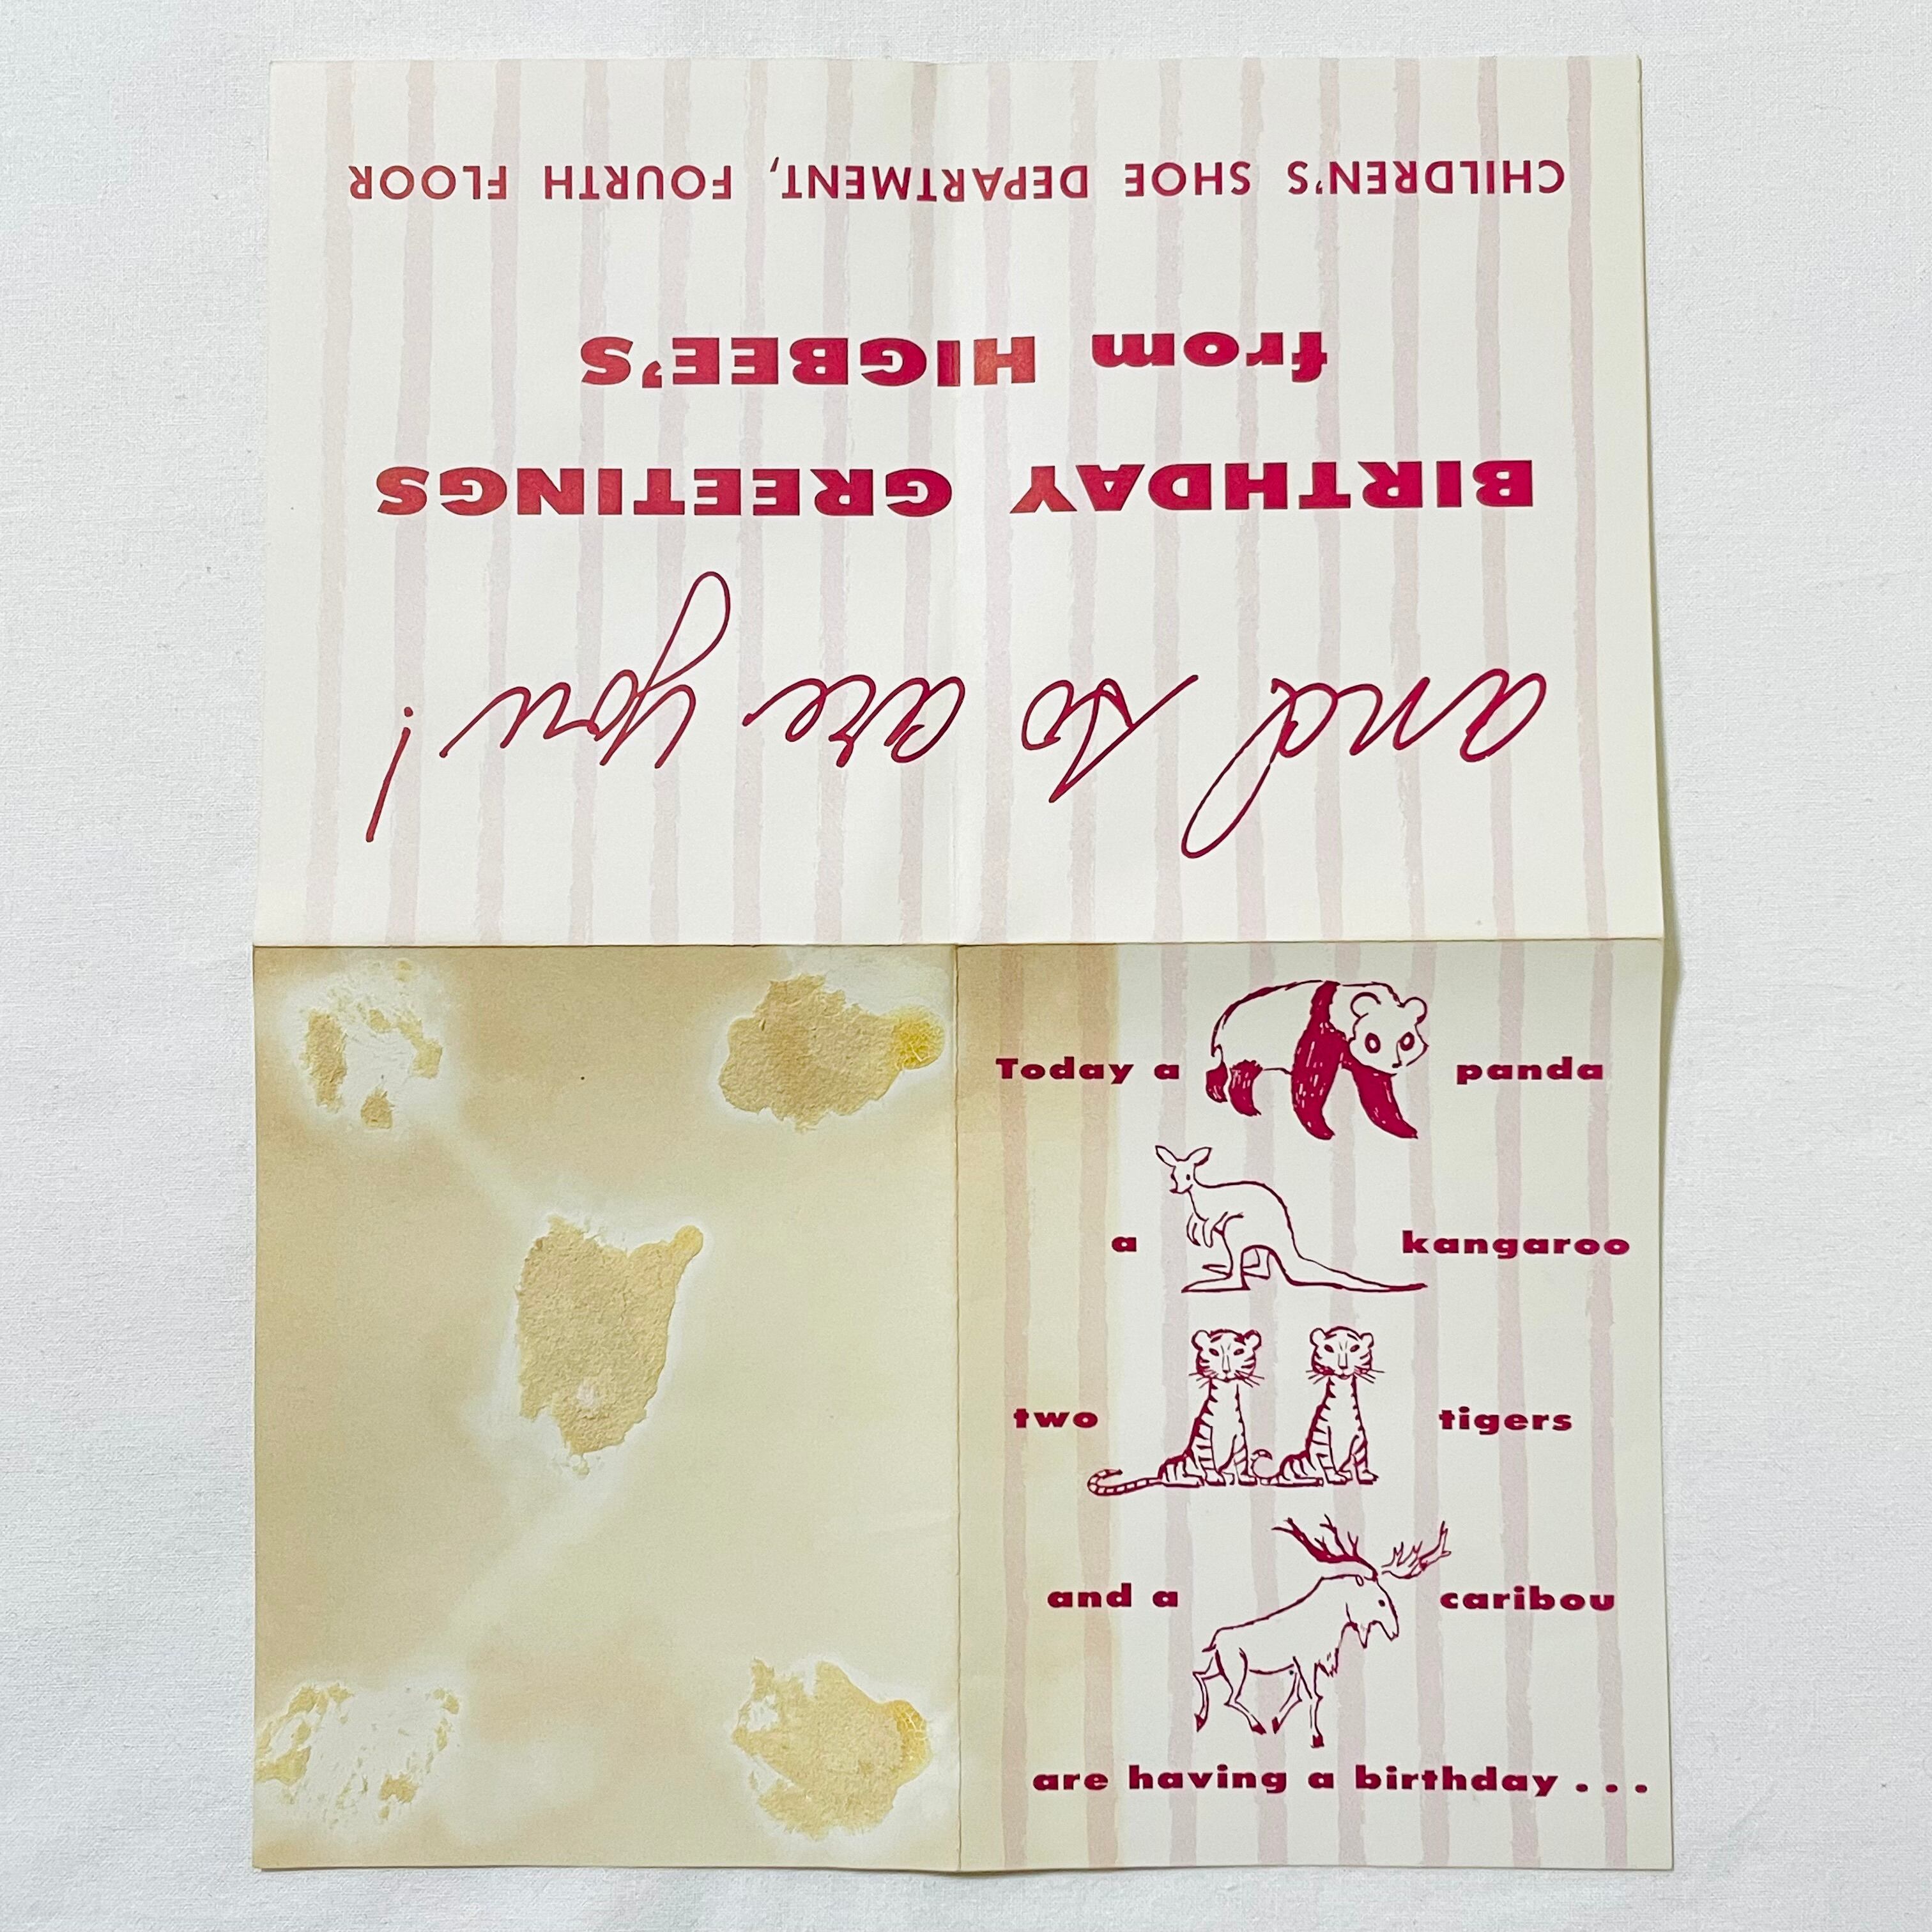 Today a panda
a kangaroo
two tigers
and a caribou
are having a birthday...
and so are you!
BIRTHDAY GREETINGS
from HIGBEE'S
CHILDREN'S SHOE DEPARTMENT, FOURTH FLOOR